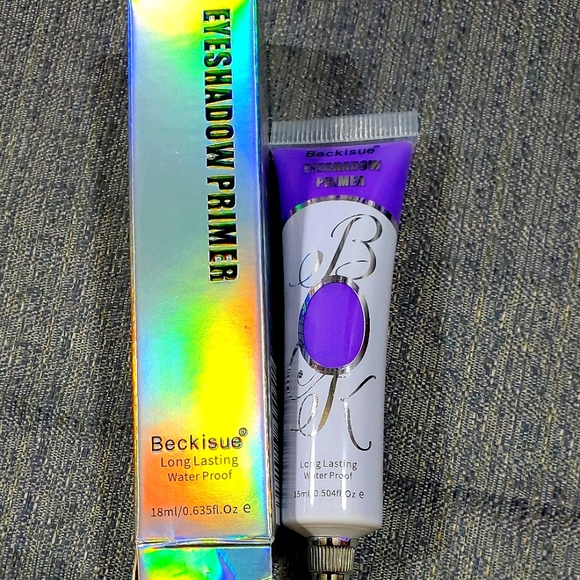 EYESHADOW PRIMER
Beckisue®
Long Lasting
Water Proof
18ml/0.635fl.Oz e
Beckisue®
EYESHADOW
PRIMER
B
K
Long Lasting
Water Proof
15ml/0.504fl.Oz e